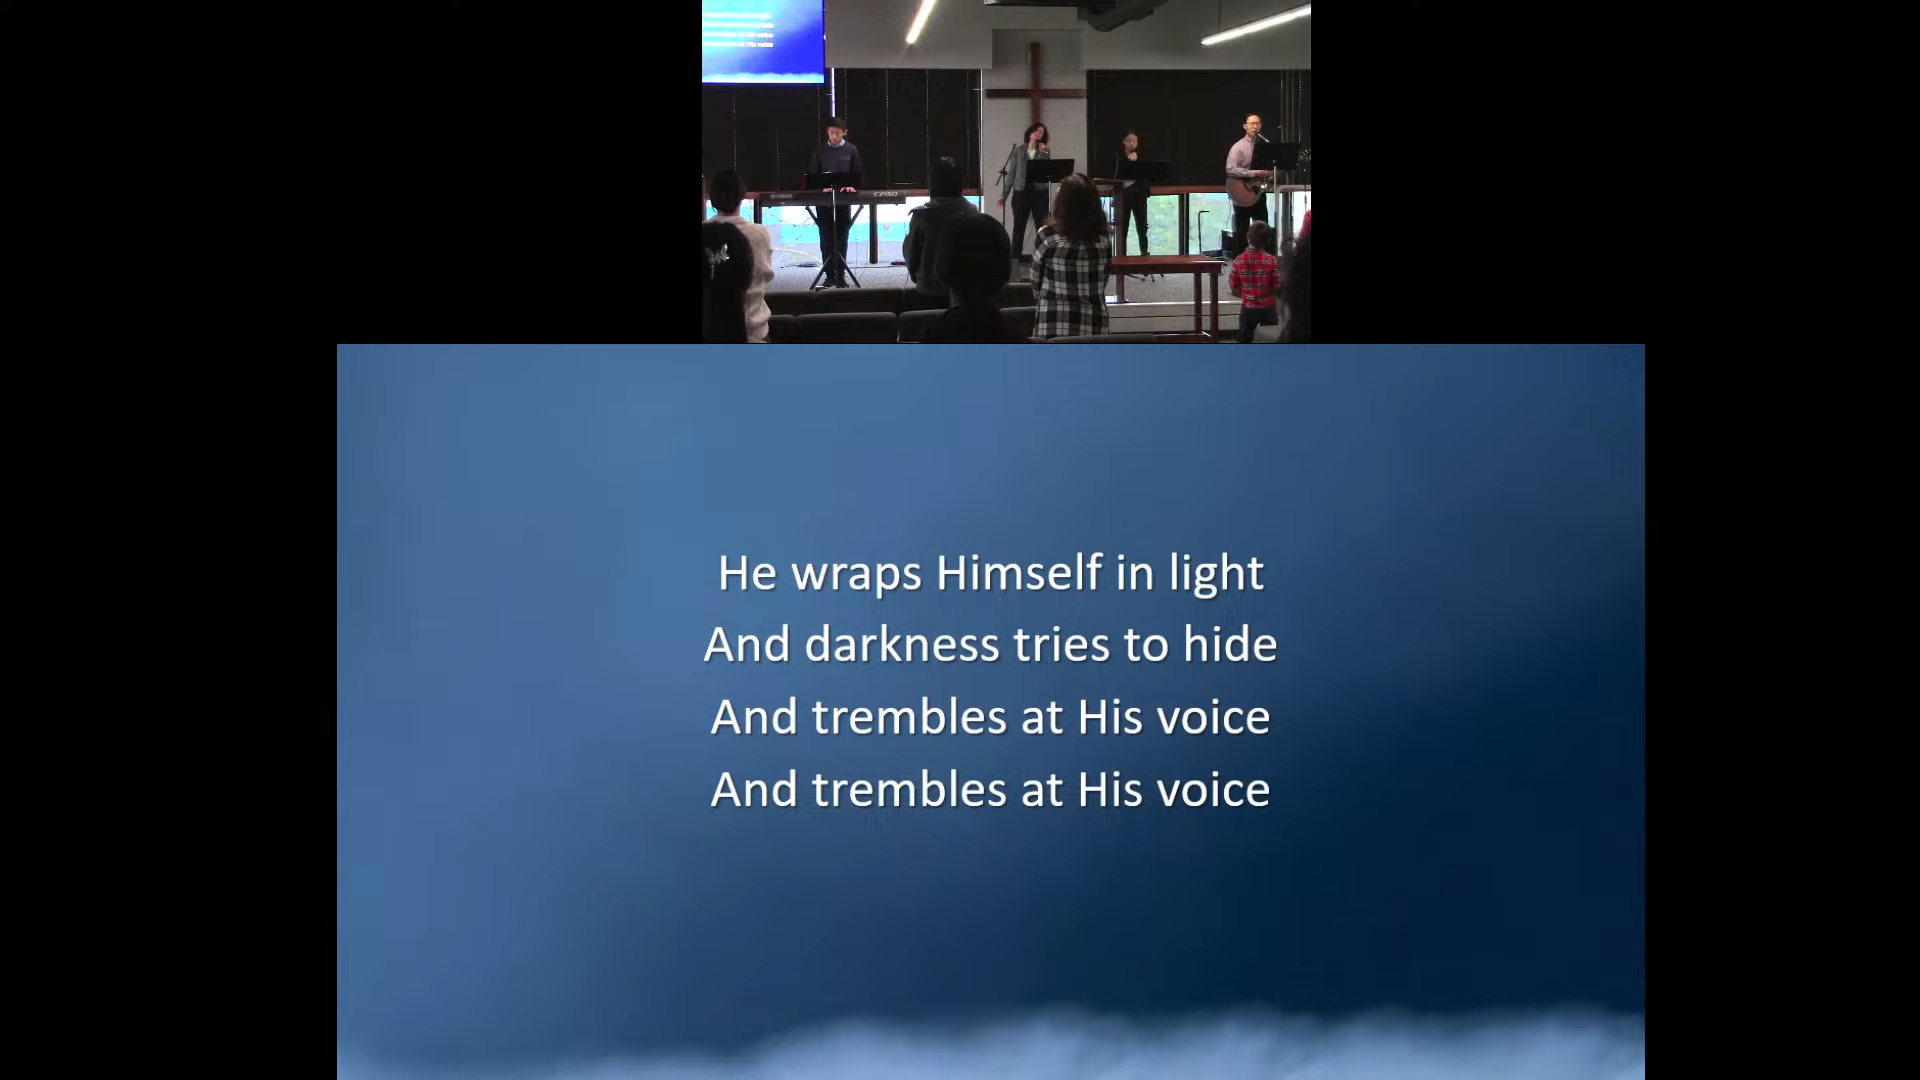 CP50
He wraps Himself in light
And darkness tries to hide
And trembles at His voice
And trembles at His voice